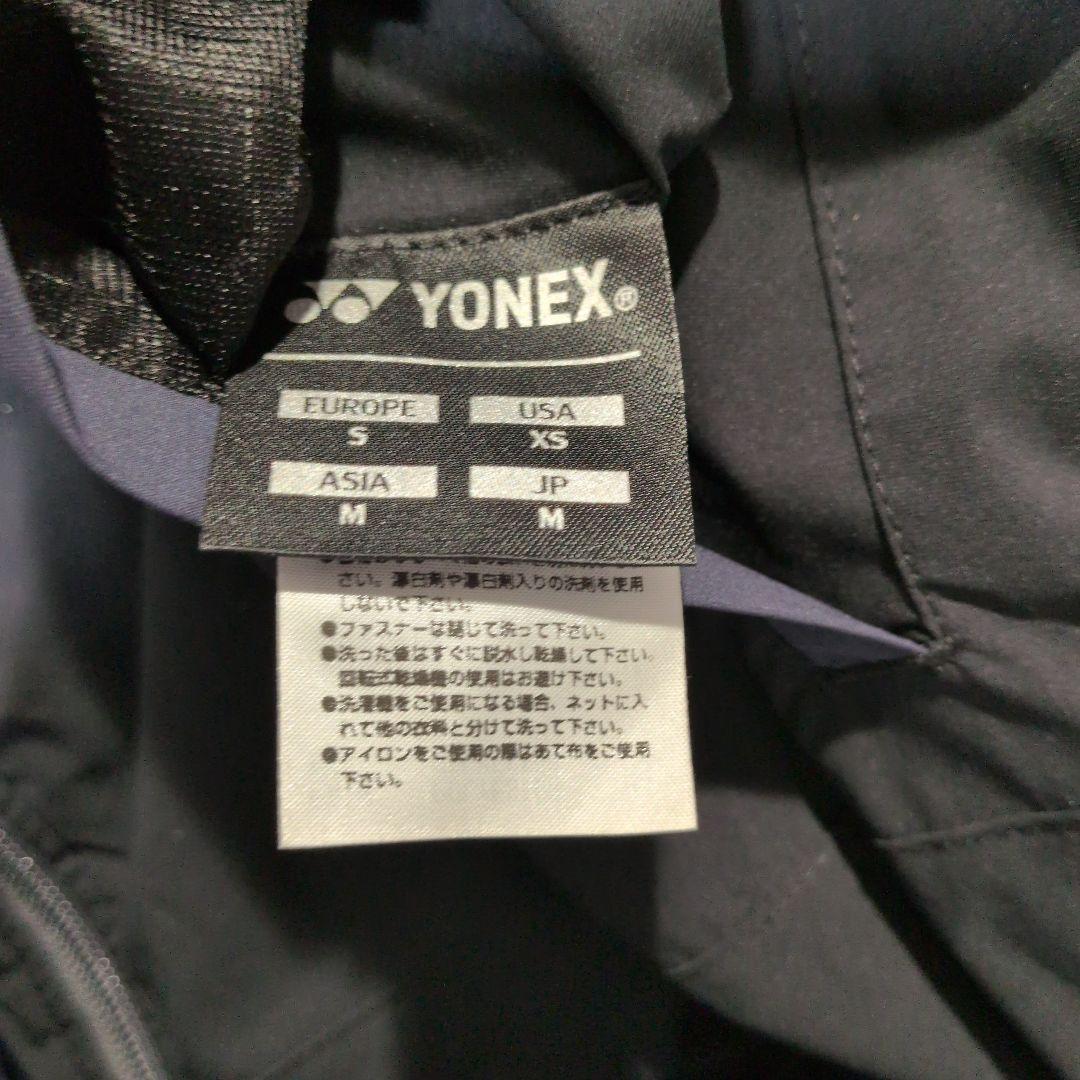 YONEX®
EUROPE USA
S XS
ASIA JP
M M
さい。漂白剤や漂白剤入りの洗剤を使用
しないで下さい。
●ファスナーは閉じて洗って下さい。
●洗った後はすぐに脱水し乾燥して下さい。
回転式乾燥機の使用はお避け下さい。
●洗濯機をご使用になる場合、ネットに入
れて他の衣料と分けて洗って下さい。
●アイロンをご使用の際はあて布をご使用
下さい。